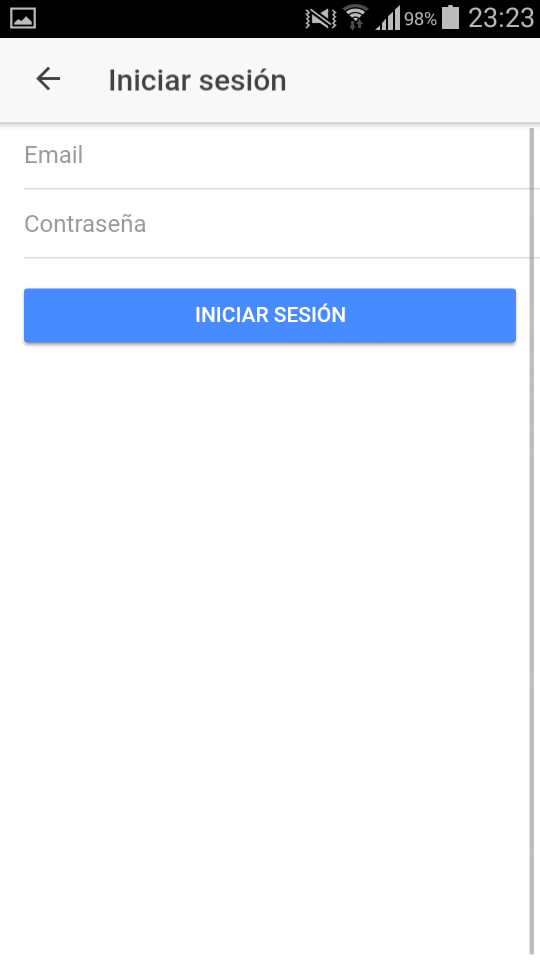 98% 23:23
Iniciar sesión
Email
Contraseña
INICIAR SESIÓN